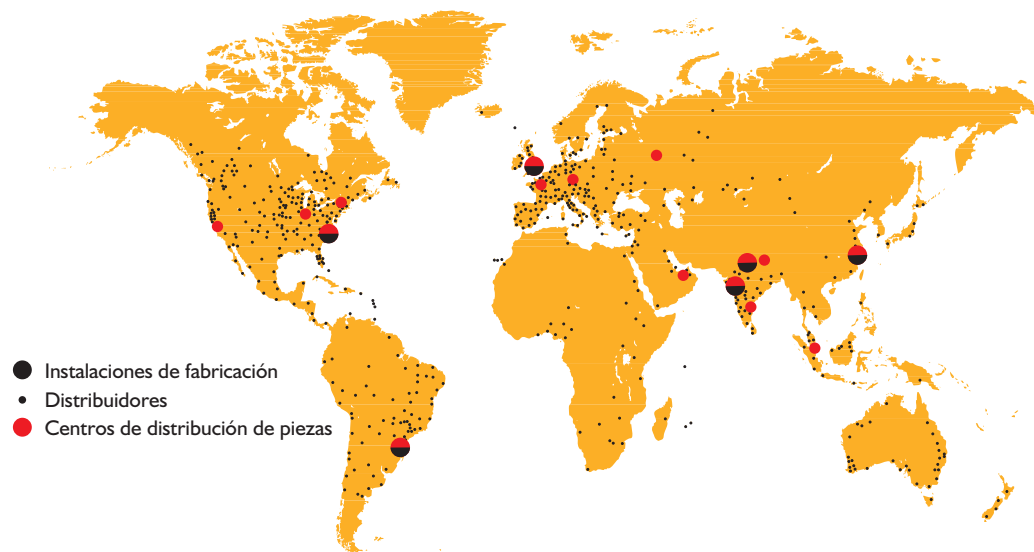 Instalaciones de fabricación
Distribuidores
Centros de distribución de piezas